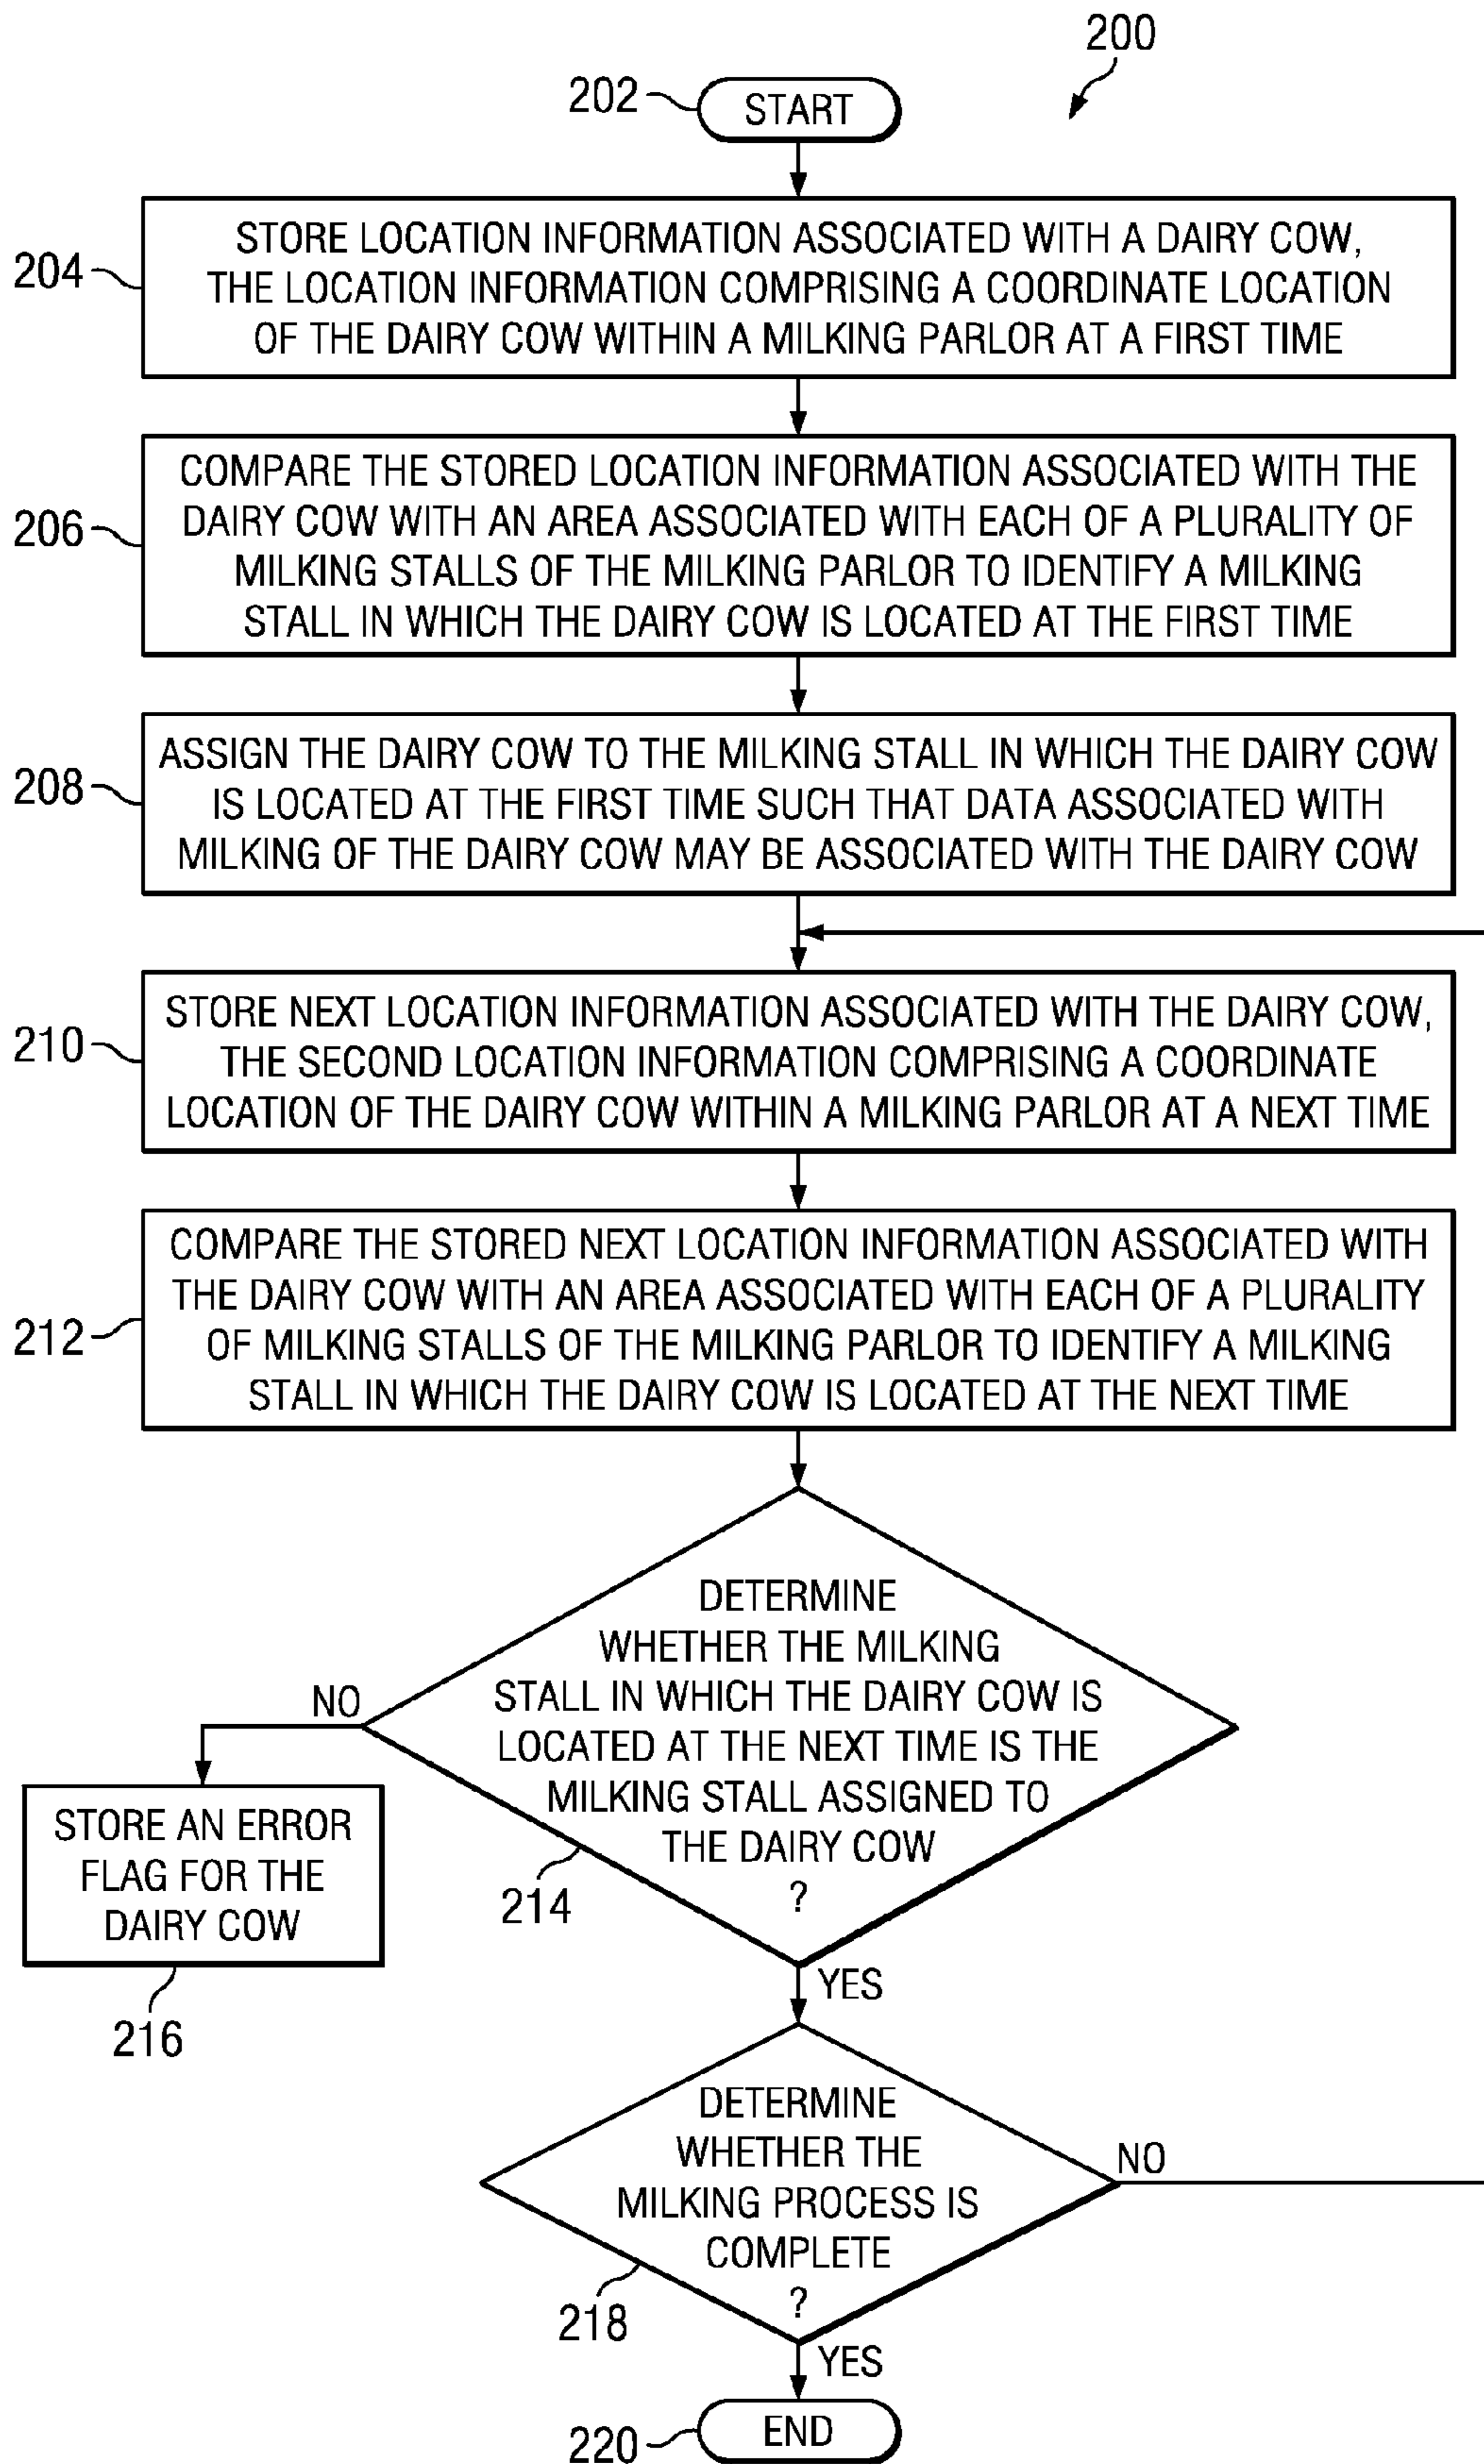 200
202
START
204
STORE LOCATION INFORMATION ASSOCIATED WITH A DAIRY COW,
THE LOCATION INFORMATION COMPRISING A COORDINATE LOCATION
OF THE DAIRY COW WITHIN A MILKING PARLOR AT A FIRST TIME
206
COMPARE THE STORED LOCATION INFORMATION ASSOCIATED WITH THE
DAIRY COW WITH AN AREA ASSOCIATED WITH EACH OF A PLURALITY OF
MILKING STALLS OF THE MILKING PARLOR TO IDENTIFY A MILKING
STALL IN WHICH THE DAIRY COW IS LOCATED AT THE FIRST TIME
208
ASSIGN THE DAIRY COW TO THE MILKING STALL IN WHICH THE DAIRY COW
IS LOCATED AT THE FIRST TIME SUCH THAT DATA ASSOCIATED WITH
MILKING OF THE DAIRY COW MAY BE ASSOCIATED WITH THE DAIRY COW
210
STORE NEXT LOCATION INFORMATION ASSOCIATED WITH THE DAIRY COW,
THE SECOND LOCATION INFORMATION COMPRISING A COORDINATE
LOCATION OF THE DAIRY COW WITHIN A MILKING PARLOR AT A NEXT TIME
212
COMPARE THE STORED NEXT LOCATION INFORMATION ASSOCIATED WITH
THE DAIRY COW WITH AN AREA ASSOCIATED WITH EACH OF A PLURALITY
OF MILKING STALLS OF THE MILKING PARLOR TO IDENTIFY A MILKING
STALL IN WHICH THE DAIRY COW IS LOCATED AT THE NEXT TIME
DETERMINE
WHETHER THE MILKING
STALL IN WHICH THE DAIRY COW IS
LOCATED AT THE NEXT TIME IS THE
MILKING STALL ASSIGNED TO
THE DAIRY COW
?
214
NO
STORE AN ERROR
FLAG FOR THE
DAIRY COW
216
YES
DETERMINE
WHETHER THE
MILKING PROCESS IS
COMPLETE
?
218
NO
YES
220
END